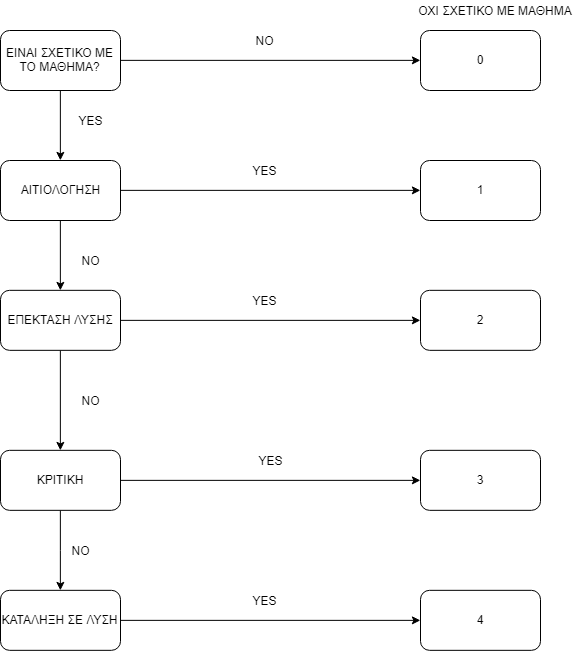 ΟΧΙ ΣΧΕΤΙΚΟ ΜΕ ΜΑΘΗΜΑ
ΕΙΝΑΙ ΣΧΕΤΙΚΟ ΜΕ
ΤΟ ΜΑΘΗΜΑ?
NO
0
YES
ΑΙΤΙΟΛΟΓΗΣΗ
YES
1
NO
ΕΠΕΚΤΑΣΗ ΛΥΣΗΣ
YES
2
NO
ΚΡΙΤΙΚΗ
YES
3
NO
ΚΑΤΑΛΗΞΗ ΣΕ ΛΥΣΗ
YES
4